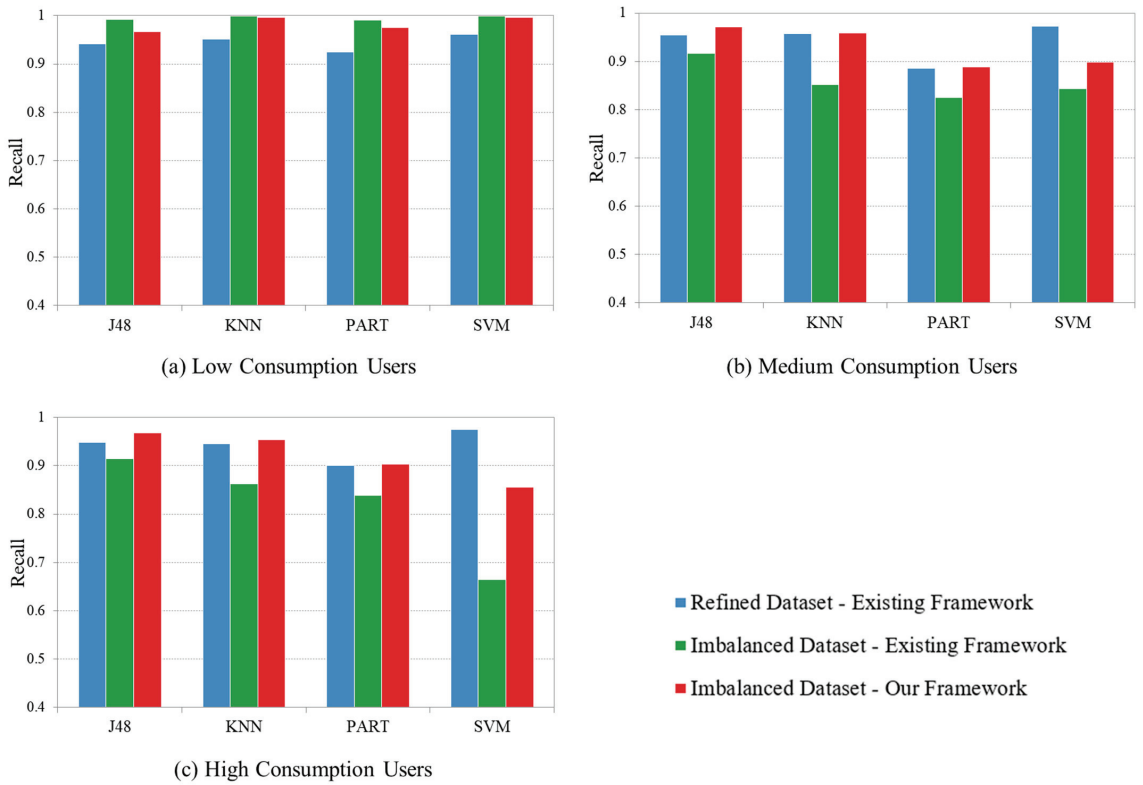 1
0.9
0.8
0.7
0.6
0.5
0.4
Recall
J48 KNN PART SVM
(a) Low Consumption Users
1
0.9
0.8
0.7
0.6
0.5
0.4
Recall
J48 KNN PART SVM
(b) Medium Consumption Users
1
0.9
0.8
0.7
0.6
0.5
0.4
Recall
J48 KNN PART SVM
(c) High Consumption Users
Refined Dataset - Existing Framework
Imbalanced Dataset - Existing Framework
Imbalanced Dataset - Our Framework